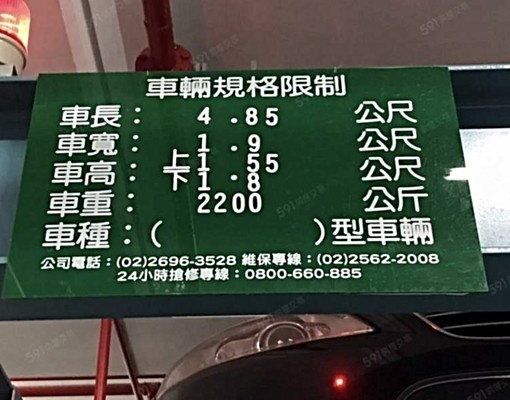 車輛規格限制
車長： 4.85 公尺
車寬： 1.9 公尺
車高： 上1.55 下1.8 公尺
車重： 2200 公斤
車種：( )型車輛
公司電話：(02)2696-3528 維保專線：(02)2562-2008
24小時搶修專線：0800-660-885